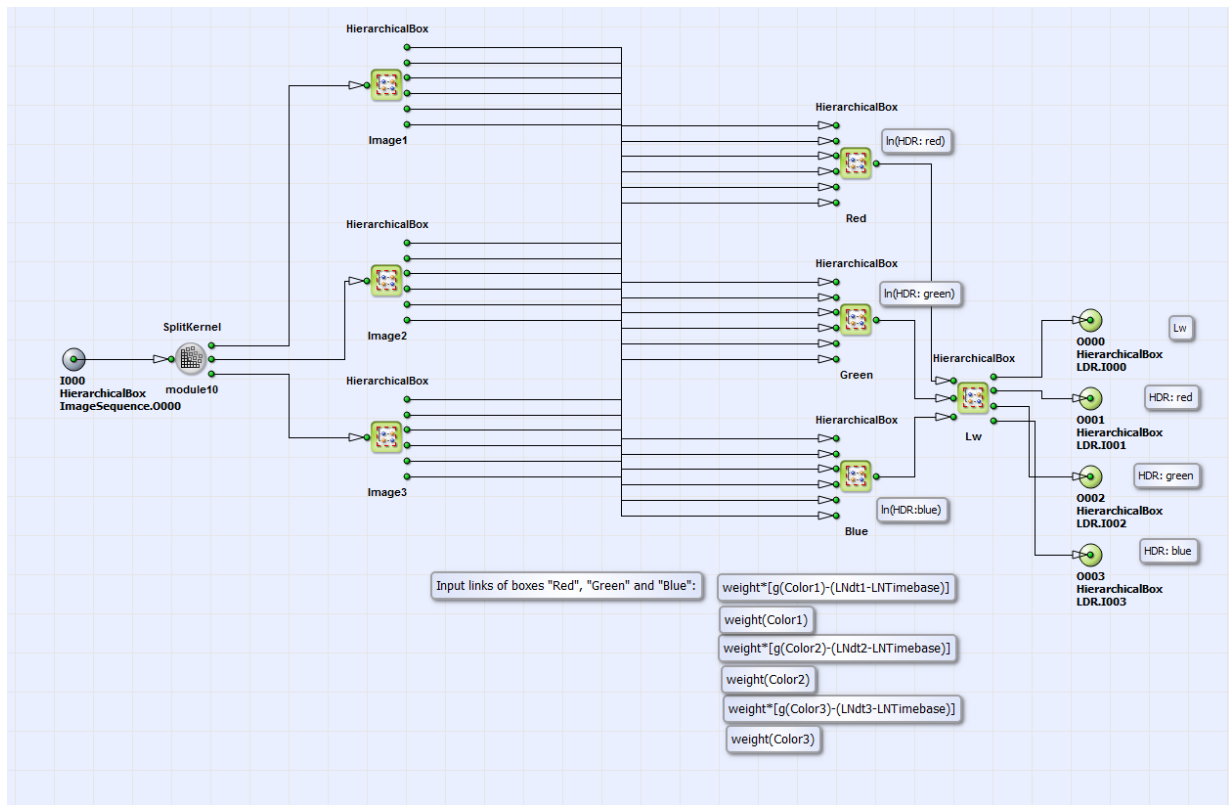 HierarchicalBox
Image1
HierarchicalBox
ln(HDR: red)
Red
HierarchicalBox
Image2
HierarchicalBox
ln(HDR: green)
Green
SplitKernel
module10
I000
HierarchicalBox
ImageSequence.O000
HierarchicalBox
Image3
HierarchicalBox
ln(HDR:blue)
Blue
HierarchicalBox
Lw
O000
HierarchicalBox
LDR.I000
Lw
O001
HierarchicalBox
LDR.I001
HDR: red
O002
HierarchicalBox
LDR.I002
HDR: green
O003
HierarchicalBox
LDR.I003
HDR: blue
Input links of boxes "Red", "Green" and "Blue":
weight*[g(Color1)-(LNdt1-LNTimebase)]
weight(Color1)
weight*[g(Color2)-(LNdt2-LNTimebase)]
weight(Color2)
weight*[g(Color3)-(LNdt3-LNTimebase)]
weight(Color3)